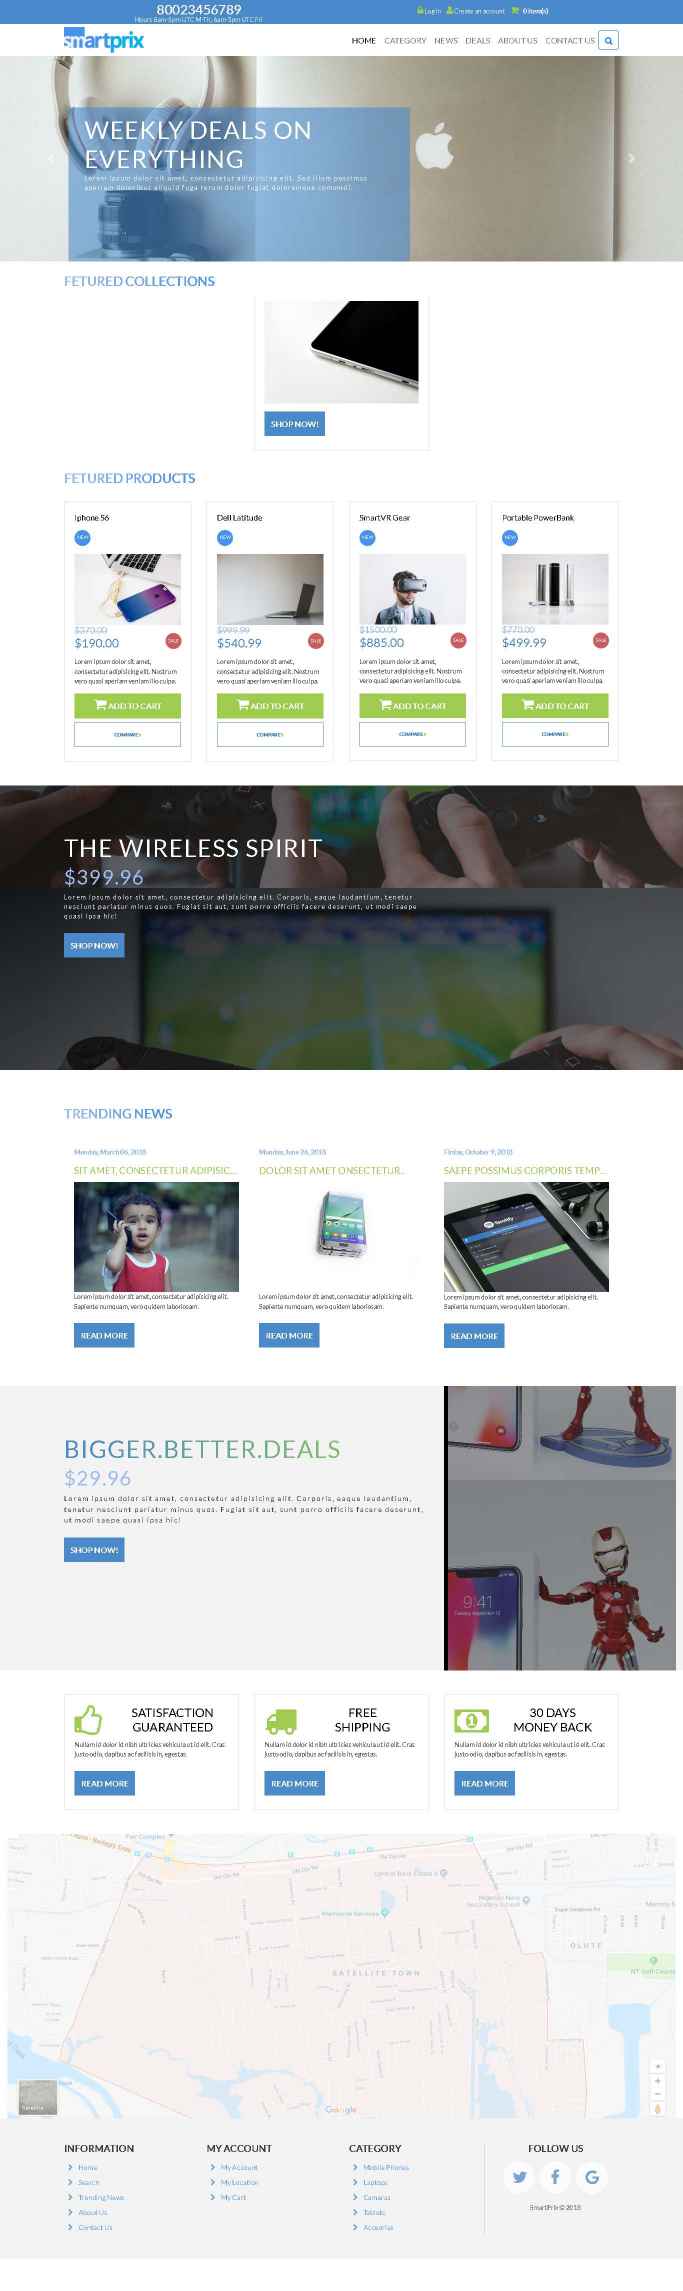 80023456789
Hours 8am-5pm UTC M-TH; 6am-3pm UTC Fri
Login
Create an account
0 item(s)
smartprix
HOME CATEGORY NEWS DEALS ABOUT US CONTACT US
WEEKLY DEALS ON
EVERYTHING
Lorem ipsum dolor sit amet, consectetur adipisicing elit. Sed illum possimus
aperiam doloribus aliquid fuga rerum dolor fugiat, doloremque commodi.
FETURED COLLECTIONS
SHOP NOW!
FETURED PRODUCTS
Iphone 56
NEW
$370.00
$190.00
SALE
Lorem ipsum dolor sit amet,
consectetur adipisicing elit. Nostrum
vero quasi aperiam veniam illo culpa.
ADD TO CART
COMPARE
Dell Latitude
NEW
$999.99
$540.99
SALE
Lorem ipsum dolor sit amet,
consectetur adipisicing elit. Nostrum
vero quasi aperiam veniam illo culpa.
ADD TO CART
COMPARE
SmartVR Gear
NEW
$1500.00
$885.00
SALE
Lorem ipsum dolor sit amet,
consectetur adipisicing elit. Nostrum
vero quasi aperiam veniam illo culpa.
ADD TO CART
COMPARE
Portable PowerBank
NEW
$770.00
$499.99
SALE
Lorem ipsum dolor sit amet,
consectetur adipisicing elit. Nostrum
vero quasi aperiam veniam illo culpa.
ADD TO CART
COMPARE
THE WIRELESS SPIRIT
$399.96
Lorem ipsum dolor sit amet, consectetur adipisicing elit. Corporis, eaque laudantium, tenetur
nesciunt pariatur minus quos. Fugiat sit aut, sunt porro officiis facere deserunt, ut modi saepe
quasi ipsa hic!
SHOP NOW!
TRENDING NEWS
Monday, March 06, 2018
SIT AMET, CONSECTETUR ADIPISIC...
Lorem ipsum dolor sit amet, consectetur adipisicing elit.
Sapiente numquam, vero quidem laboriosam.
READ MORE
Monday, June 26, 2018
DOLOR SIT AMET ONSECTETUR..
Lorem ipsum dolor sit amet, consectetur adipisicing elit.
Sapiente numquam, vero quidem laboriosam.
READ MORE
Friday, October 9, 2018
SAEPE POSSIMUS CORPORIS TEMP...
Spotify
Lorem ipsum dolor sit amet, consectetur adipisicing elit.
Sapiente numquam, vero quidem laboriosam.
READ MORE
BIGGER.BETTER.DEALS
$29.96
Lorem ipsum dolor sit amet, consectetur adipisicing elit. Corporis, eaque laudantium,
tenetur nesciunt pariatur minus quos. Fugiat sit aut, sunt porro officiis facere deserunt,
ut modi saepe quasi ipsa hic!
SHOP NOW!
9:41
Tuesday, September 12
SATISFACTION
GUARANTEED
Nullam id dolor id nibh ultricies vehicula ut id elit. Cras
justo odio, dapibus ac facilisis in, egestas.
READ MORE
FREE
SHIPPING
Nullam id dolor id nibh ultricies vehicula ut id elit. Cras
justo odio, dapibus ac facilisis in, egestas.
READ MORE
1
30 DAYS
MONEY BACK
Nullam id dolor id nibh ultricies vehicula ut id elit. Cras
justo odio, dapibus ac facilisis in, egestas.
READ MORE
Fair Complex
Nigerian Navy
Secondary School
SATELLITE TOWN
OLUTE
Satellite
Google
INFORMATION
Home
Search
Trending News
About Us
Contact Us
MY ACCOUNT
My Account
My Location
My Cart
CATEGORY
Mobile Phones
Laptops
Cameras
Tablets
FOLLOW US
SmartPrix © 2018